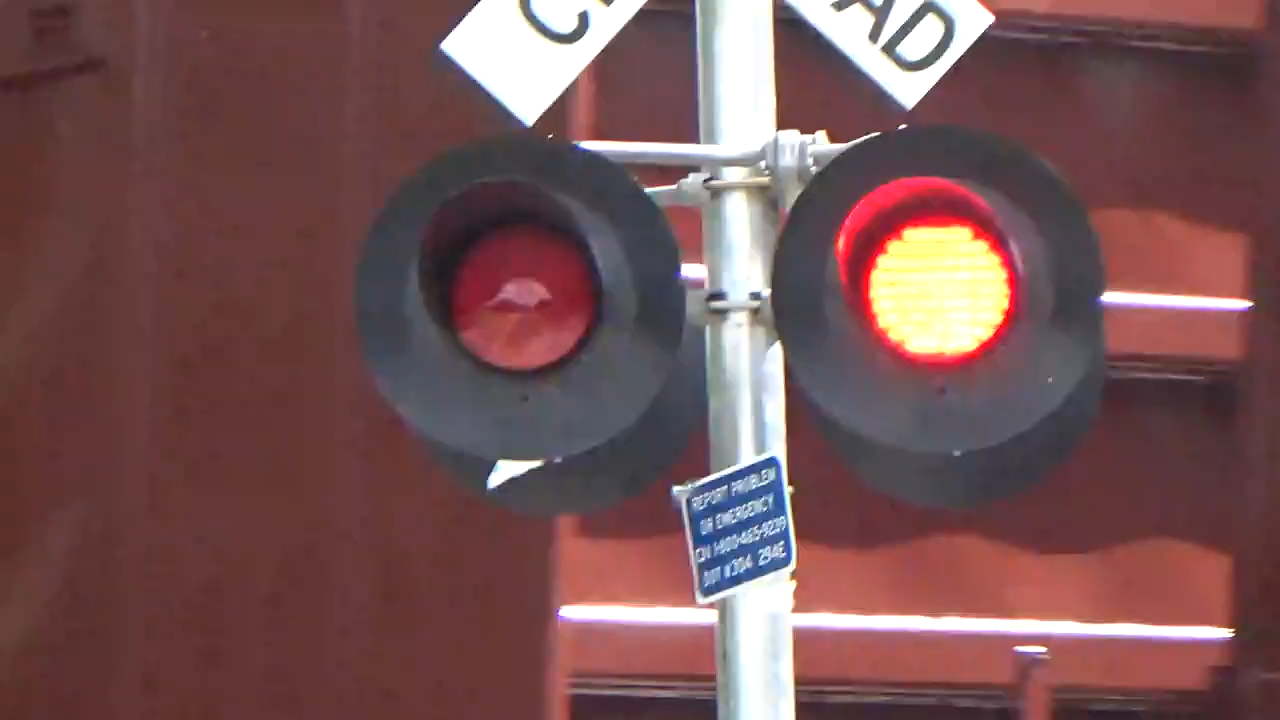 AD
REPORT PROBLEM
OR EMERGENCY
CN 1-800-465-9239
DOT # 304 294E